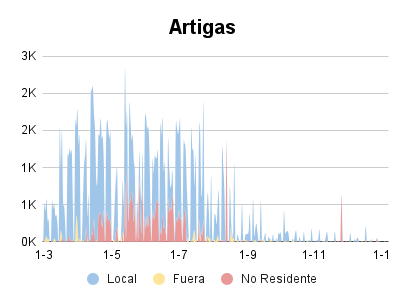 Artigas
3K
3K
2K
2K
1K
1K
0K
1-3
1-5
1-7
1-9
1-11
1-1
Local
Fuera
No Residente